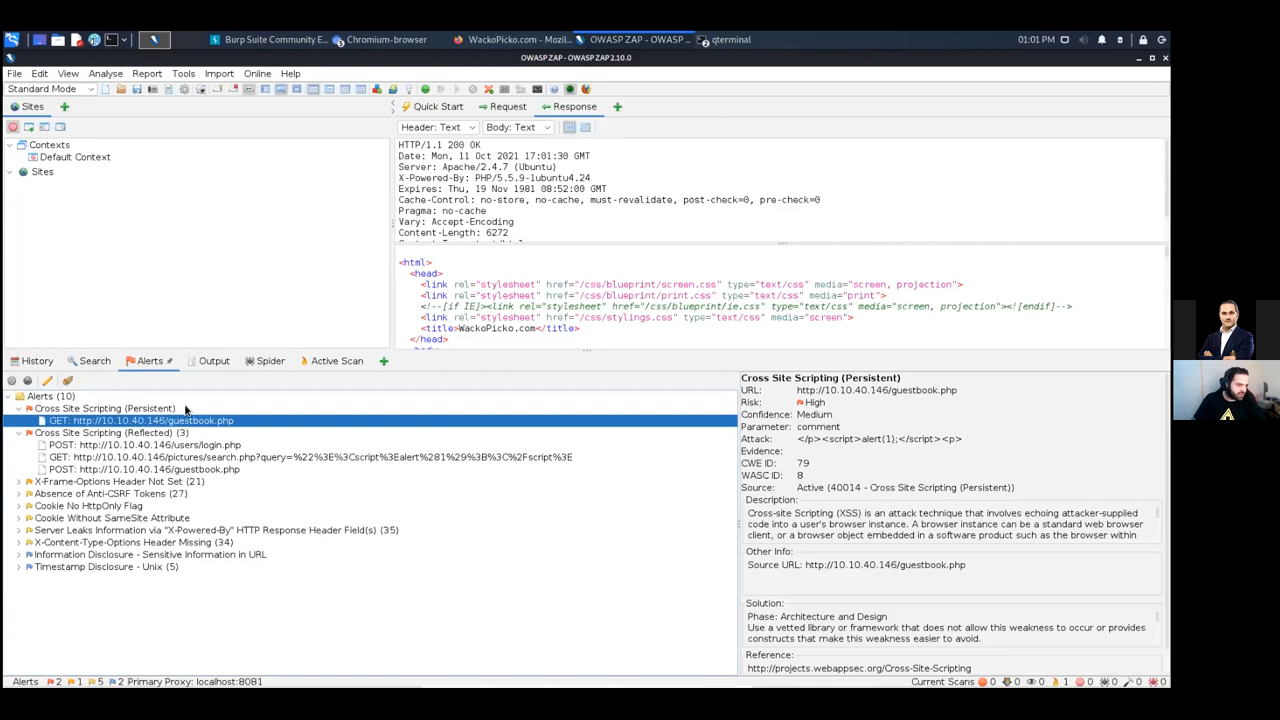 Burp Suite Community E...
Chromium-browser
WackoPicko.com - Mozil...
OWASP ZAP - OWASP ...
qterminal
01:01 PM
OWASP ZAP - OWASP ZAP 2.10.0
File Edit View Analyse Report Tools Import Online Help
Standard Mode
Sites
Quick Start
Request
Response
Header: Text
Body: Text
Contexts
Default Context
Sites
HTTP/1.1 200 OK
Date: Mon, 11 Oct 2021 17:01:30 GMT
Server: Apache/2.4.7 (Ubuntu)
X-Powered-By: PHP/5.5.9-1ubuntu4.24
Expires: Thu, 19 Nov 1981 08:52:00 GMT
Cache-Control: no-store, no-cache, must-revalidate, post-check=0, pre-check=0
Pragma: no-cache
Vary: Accept-Encoding
Content-Length: 6272
<html>
<head>
<link rel="stylesheet" href="/css/blueprint/screen.css" type="text/css" media="screen, projection">
<link rel="stylesheet" href="/css/blueprint/print.css" type="text/css" media="print">
<!--[if IE]><link rel="stylesheet" href="/css/blueprint/ie.css" type="text/css" media="screen, projection"><![endif]-->
<link rel="stylesheet" href="/css/stylings.css" type="text/css" media="screen">
<title>WackoPicko.com</title>
</head>
History
Search
Alerts
Output
Spider
Active Scan
Alerts (10)
Cross Site Scripting (Persistent)
GET: http://10.10.40.146/guestbook.php
Cross Site Scripting (Reflected) (3)
POST: http://10.10.40.146/users/login.php
GET: http://10.10.40.146/pictures/search.php?query=%22%3E%3Cscript%3Ealert%281%29%3B%3C%2Fscript%3E
POST: http://10.10.40.146/guestbook.php
X-Frame-Options Header Not Set (21)
Absence of Anti-CSRF Tokens (27)
Cookie No HttpOnly Flag
Cookie Without SameSite Attribute
Server Leaks Information via "X-Powered-By" HTTP Response Header Field(s) (35)
X-Content-Type-Options Header Missing (34)
Information Disclosure - Sensitive Information in URL
Timestamp Disclosure - Unix (5)
Cross Site Scripting (Persistent)
URL: http://10.10.40.146/guestbook.php
Risk: High
Confidence: Medium
Parameter: comment
Attack: </p><script>alert(1);</script><p>
Evidence:
CWE ID: 79
WASC ID: 8
Source: Active (40014 - Cross Site Scripting (Persistent))
Description:
Cross-site Scripting (XSS) is an attack technique that involves echoing attacker-supplied
code into a user's browser instance. A browser instance can be a standard web browser
client, or a browser object embedded in a software product such as the browser within
Other Info:
Source URL: http://10.10.40.146/guestbook.php
Solution:
Phase: Architecture and Design
Use a vetted library or framework that does not allow this weakness to occur or provides
constructs that make this weakness easier to avoid.
Reference:
http://projects.webappsec.org/Cross-Site-Scripting
Alerts 2 1 5 2 Primary Proxy: localhost:8081
Current Scans 0 0 0 1 0 0 0 0